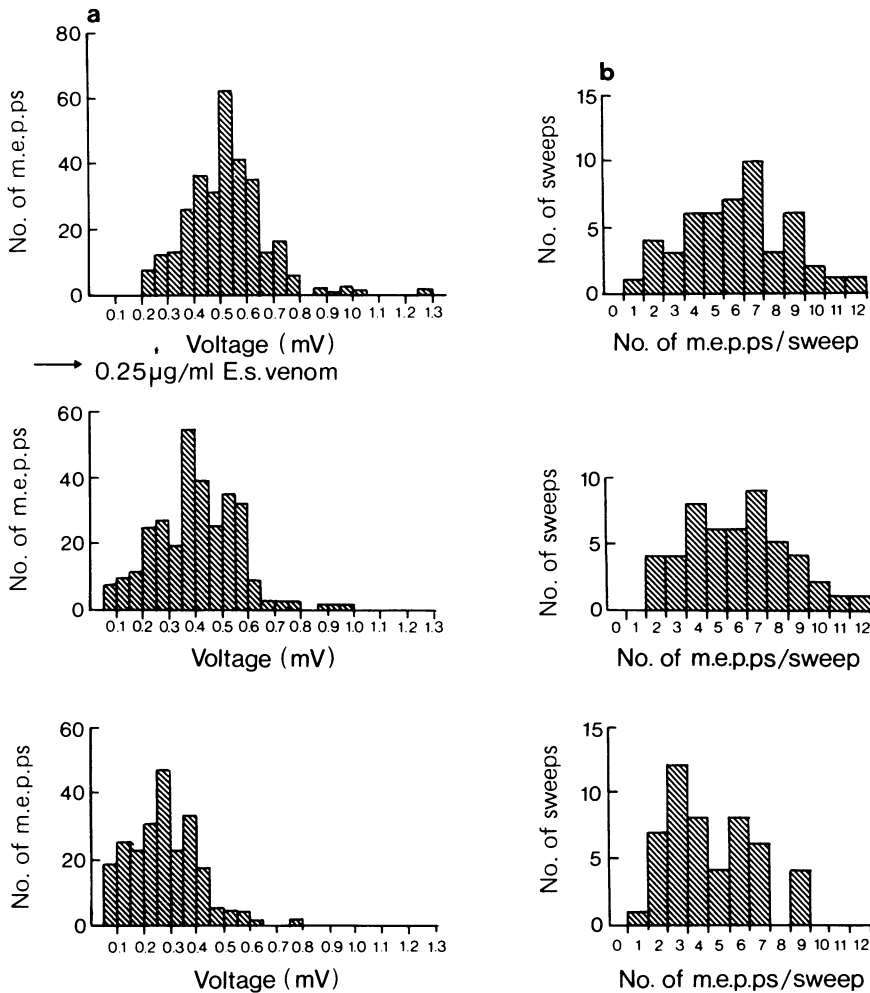 a
80
60
40
20
0
No. of m.e.p.ps
0.1 0.2 0.3 0.4 0.5 0.6 0.7 0.8 0.9 1.0 1.1 1.2 1.3
Voltage (mV)
b
15
10
5
0
No. of sweeps
0 1 2 3 4 5 6 7 8 9 10 11 12
No. of m.e.p.ps/sweep
→ 0.25µg/ml E.s.venom
60
40
20
0
No. of m.e.p.ps
0.1 0.2 0.3 0.4 0.5 0.6 0.7 0.8 0.9 1.0 1.1 1.2 1.3
Voltage (mV)
10
5
0
No. of sweeps
0 1 2 3 4 5 6 7 8 9 10 11 12
No. of m.e.p.ps/sweep
60
40
20
0
No. of m.e.p.ps
0.1 0.2 0.3 0.4 0.5 0.6 0.7 0.8 0.9 1.0 1.1 1.2 1.3
Voltage (mV)
15
10
5
0
No. of sweeps
0 1 2 3 4 5 6 7 8 9 10 11 12
No. of m.e.p.ps/sweep